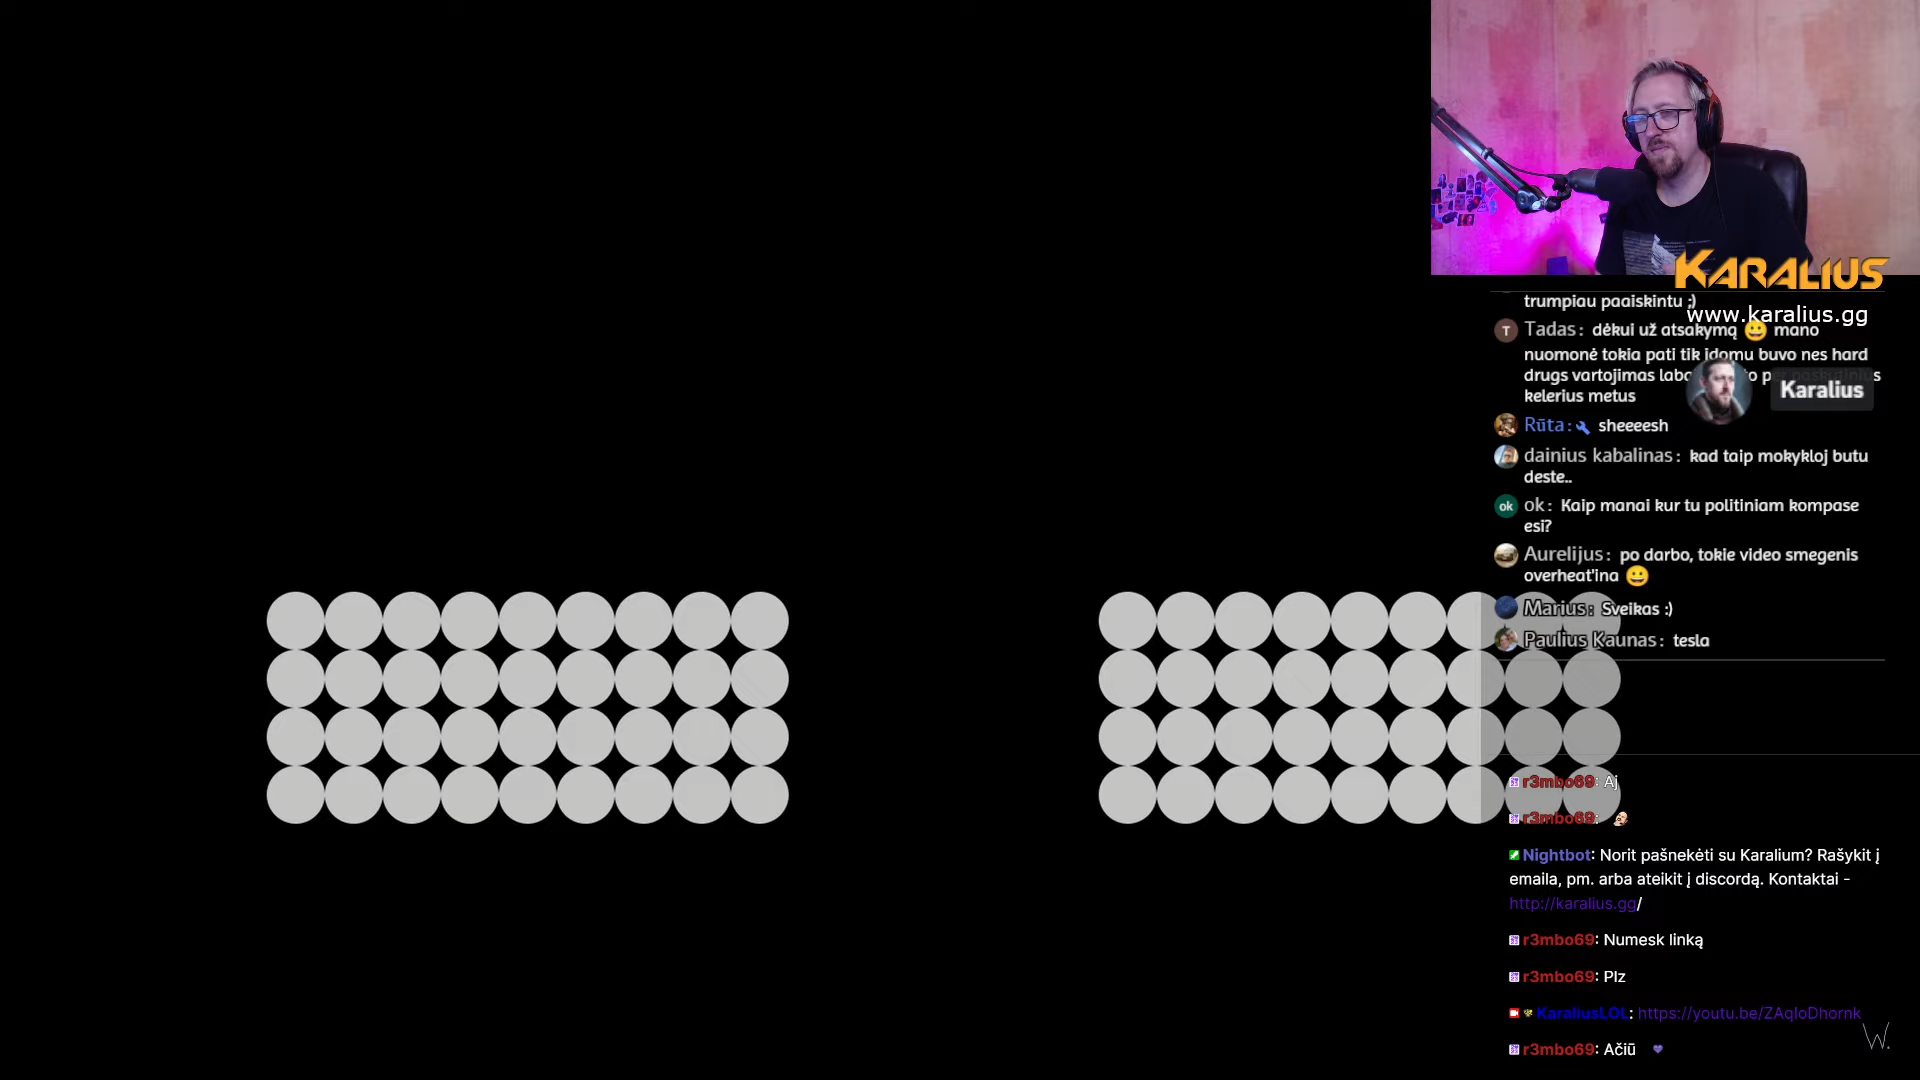 KARALIUS
www.karalius.gg
trumpiau paaiskintu ;)
T Tadas: dėkui už atsakymą 😀 mano
nuomonė tokia pati tik įdomu buvo nes hard
drugs vartojimas
kelerius metus
Karalius
Rūta: sheeeesh
dainius kabalinas: kad taip mokykloj butu
deste..
ok ok: Kaip manai kur tu politiniam kompase
esi?
Aurelijus: po darbo, tokie video smegenis
overheat'ina 😀
Marius: Sveikas :)
Paulius Kaunas: tesla
r3mbo69: Aj
r3mbo69:
Nightbot: Norit pašnekėti su Karalium? Rašykit į
emaila, pm. arba ateikit į discordą. Kontaktai -
http://karalius.gg/
r3mbo69: Numesk linką
r3mbo69: Plz
KaraliusLOL: https://youtu.be/ZAqIoDhornk
r3mbo69: Ačiū 💜
W.